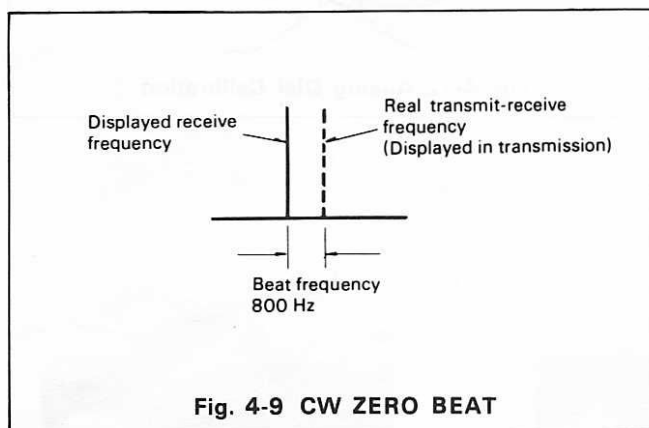 Displayed receive
frequency
Real transmit-receive
frequency
(Displayed in transmission)
Beat frequency
800 Hz
Fig. 4-9 CW ZERO BEAT